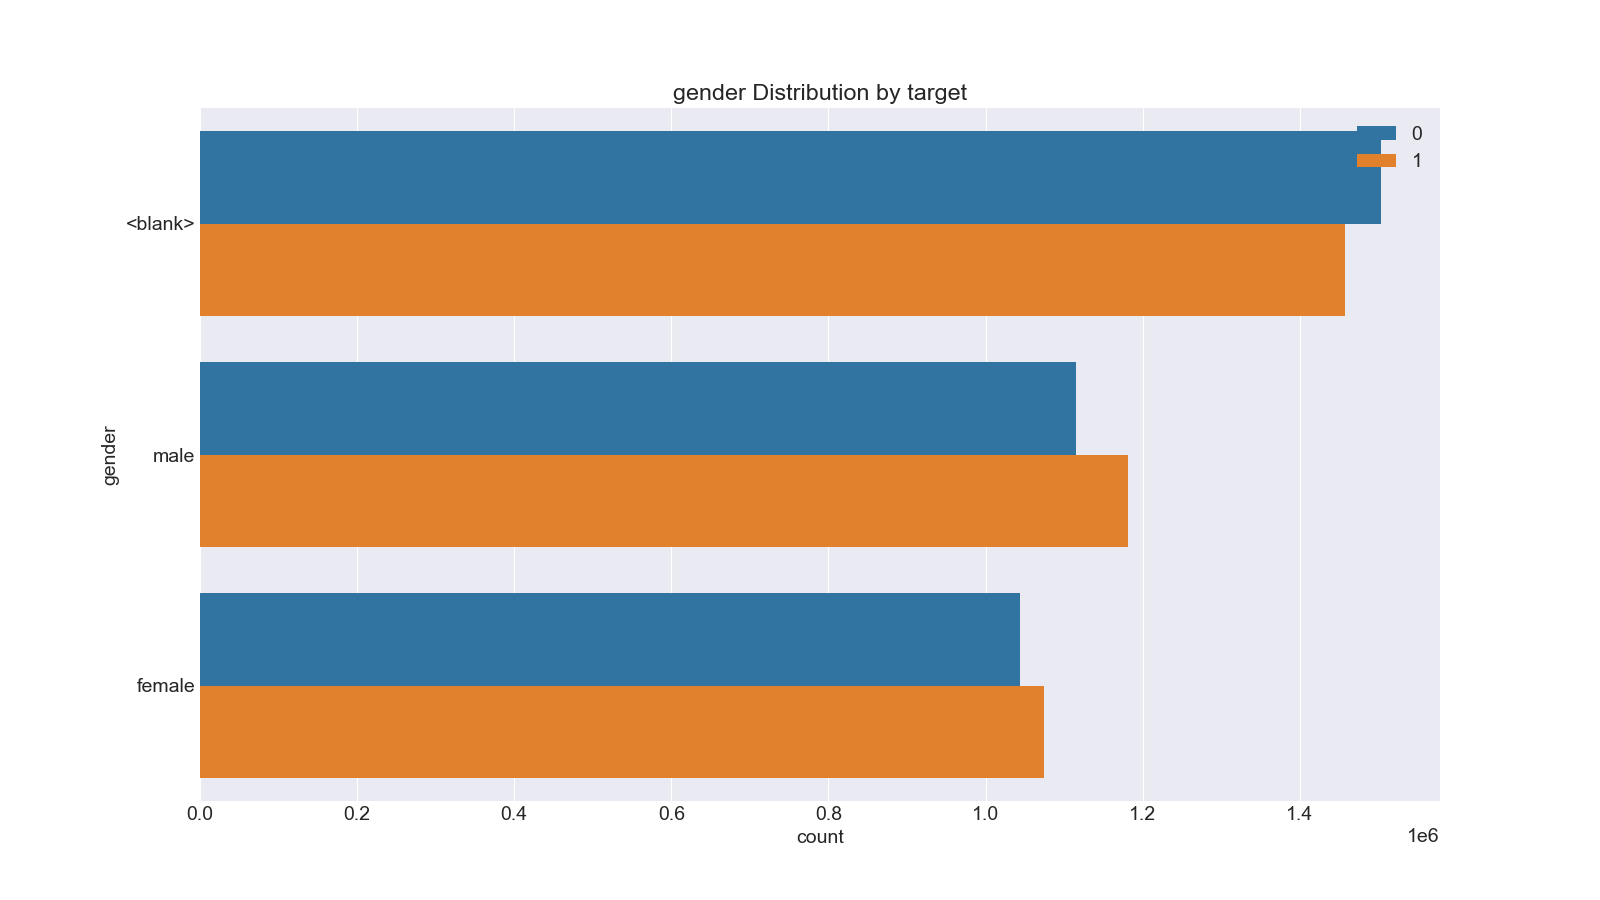 gender Distribution by target
0
1
<blank>
male
female
gender
0.0 0.2 0.4 0.6 0.8 1.0 1.2 1.4
count
1e6